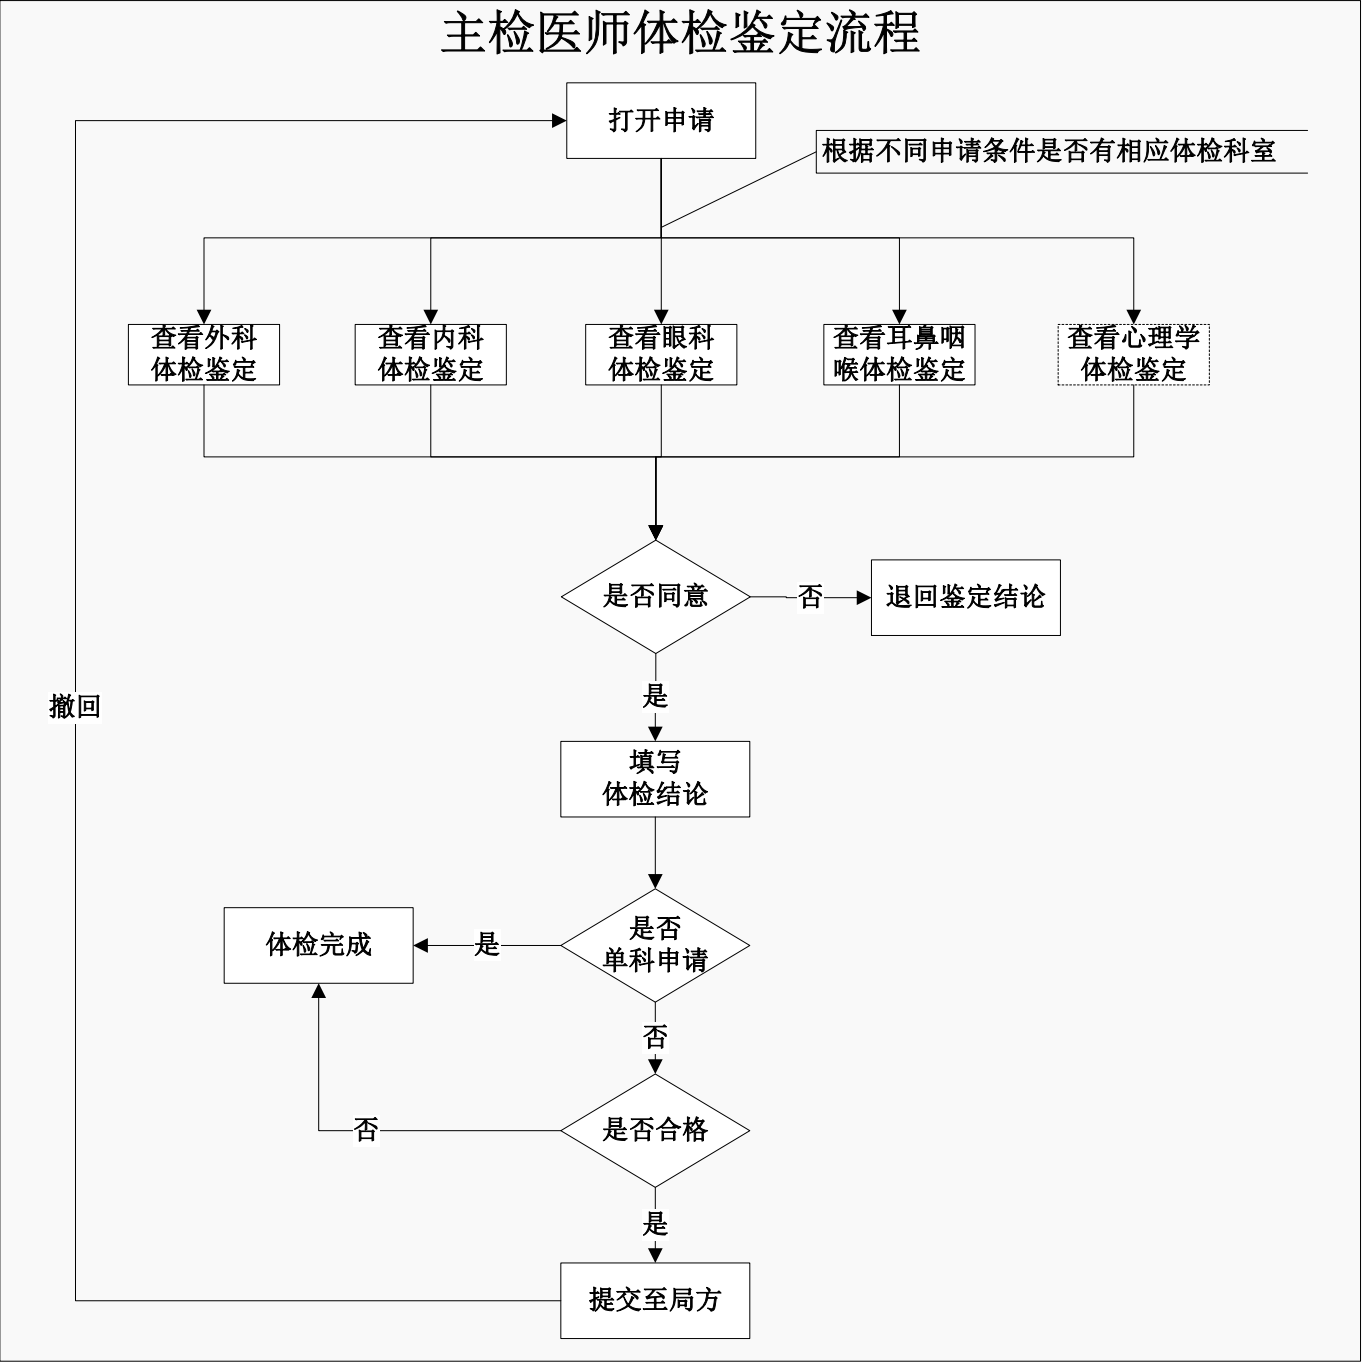 主检医师体检鉴定流程
打开申请
根据不同申请条件是否有相应体检科室
查看外科
体检鉴定
查看内科
体检鉴定
查看眼科
体检鉴定
查看耳鼻咽
喉体检鉴定
查看心理学
体检鉴定
是否同意
否
退回鉴定结论
是
撤回
填写
体检结论
是否
单科申请
是
体检完成
否
是否合格
否
是
提交至局方